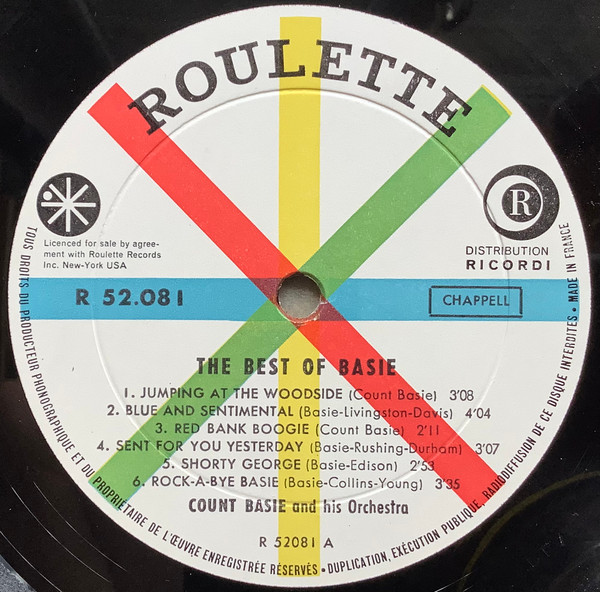 ROULETTE
Licenced for sale by agree-
ment with Roulette Records
Inc. New-York USA
R
DISTRIBUTION
RICORDI
R 52.081
CHAPPELL
THE BEST OF BASIE
1. JUMPING AT THE WOODSIDE (Count Basie) 3'08
2. BLUE AND SENTIMENTAL (Basie-Livingston-Davis) 4'04
3. RED BANK BOOGIE (Count Basie) 2'11
4. SENT FOR YOU YESTERDAY (Basie-Rushing-Durham) 3'07
5. SHORTY GEORGE (Basie-Edison) 2'53
6. ROCK-A-BYE BASIE (Basie-Collins-Young) 3'35
COUNT BASIE and his Orchestra
R 52081 A
TOUS DROITS DU PRODUCTEUR PHONOGRAPHIQUE ET DU PROPRIÉTAIRE DE L'ŒUVRE ENREGISTRÉE RÉSERVÉS • DUPLICATION, EXÉCUTION PUBLIQUE, RADIODIFFUSION DE CE DISQUE INTERDITES • MADE IN FRANCE